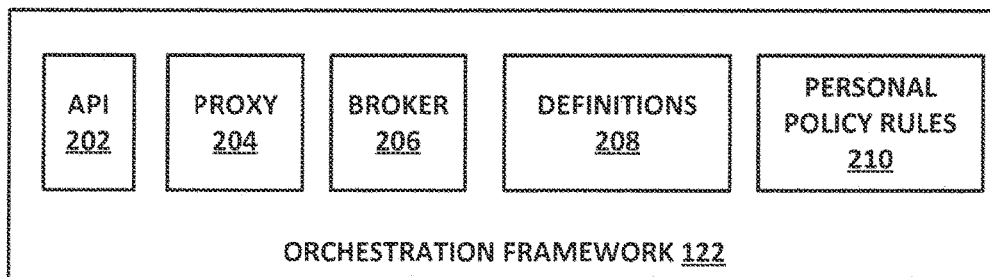 API
202
PROXY
204
BROKER
206
DEFINITIONS
208
PERSONAL
POLICY RULES
210
ORCHESTRATION FRAMEWORK 122